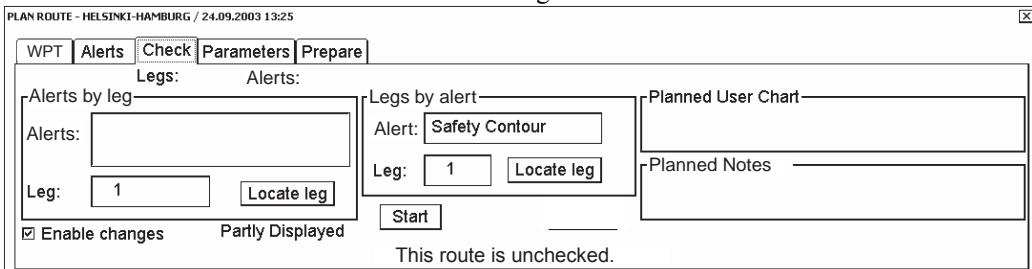 PLAN ROUTE - HELSINKI-HAMBURG / 24.09.2003 13:25
WPT Alerts Check Parameters Prepare
Legs: Alerts:
Alerts by leg Legs by alert Planned User Chart
Alerts: Alert: Safety Contour
Planned Notes
Leg: 1 Locate leg
Leg: 1 Locate leg
Start
Enable changes Partly Displayed
This route is unchecked.